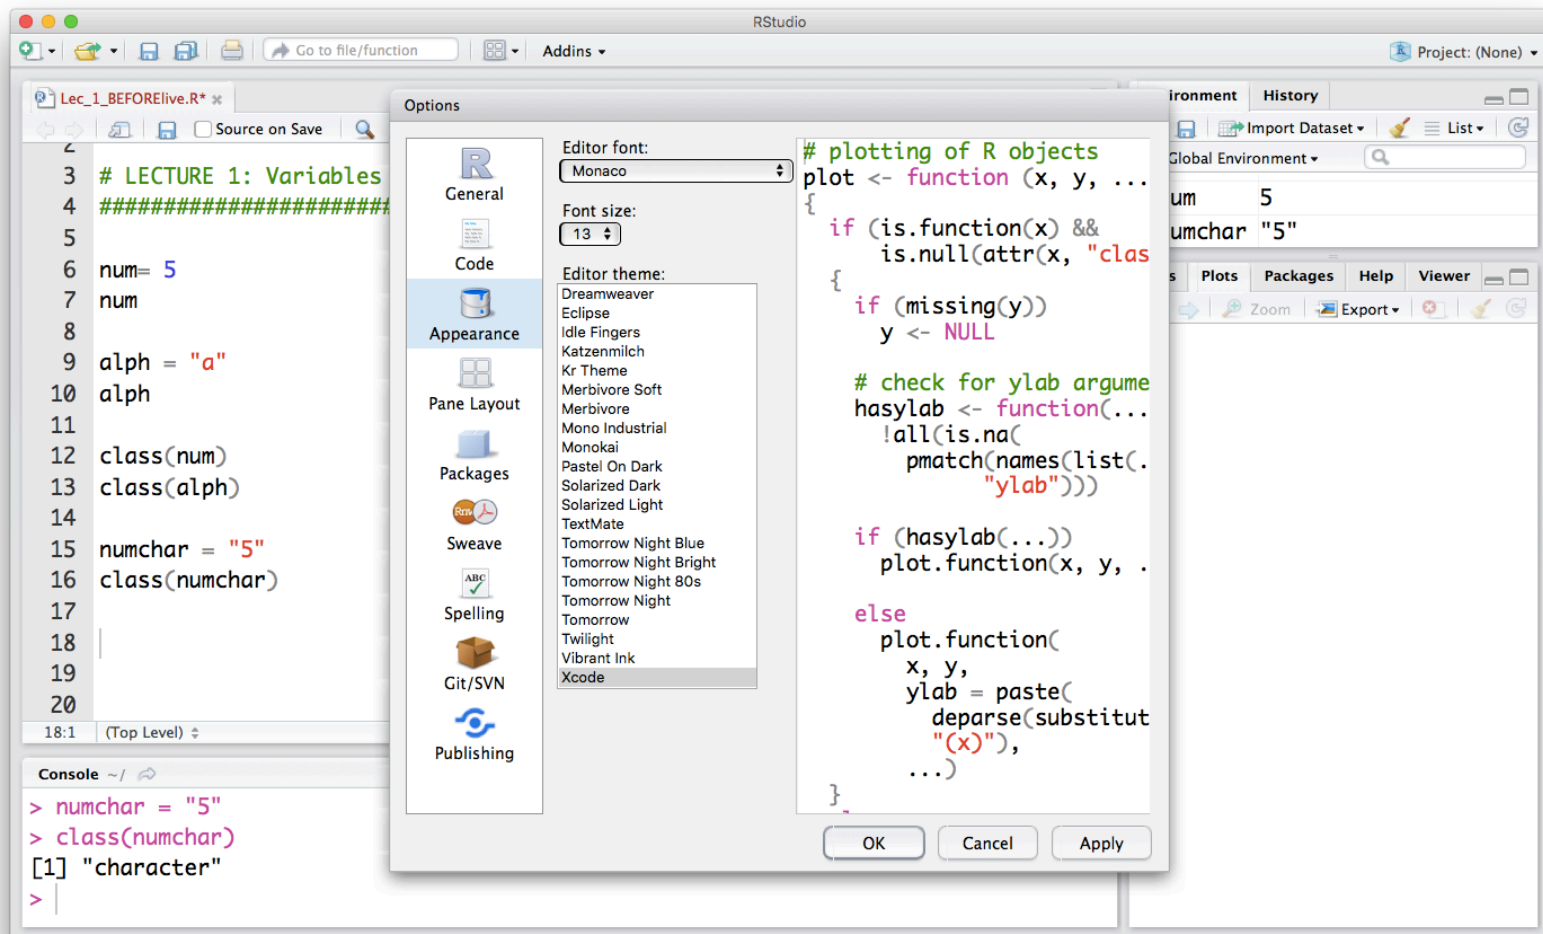 RStudio
Go to file/function
Addins
Project: (None)
Lec_1_BEFORElive.R*
Source on Save
2
3 # LECTURE 1: Variables
4 #######################
5
6 num= 5
7 num
8
9 alph = "a"
10 alph
11
12 class(num)
13 class(alph)
14
15 numchar = "5"
16 class(numchar)
17
18
19
20
18:1 (Top Level)
Console ~/
> numchar = "5"
> class(numchar)
[1] "character"
>
Options
R
General
Code
Appearance
Pane Layout
Packages
Rnw
Sweave
ABC
Spelling
Git/SVN
Publishing
Editor font:
Monaco
Font size:
13
Editor theme:
Dreamweaver
Eclipse
Idle Fingers
Katzenmilch
Kr Theme
Merbivore Soft
Merbivore
Mono Industrial
Monokai
Pastel On Dark
Solarized Dark
Solarized Light
TextMate
Tomorrow Night Blue
Tomorrow Night Bright
Tomorrow Night 80s
Tomorrow Night
Tomorrow
Twilight
Vibrant Ink
Xcode
# plotting of R objects
plot <- function (x, y, ...
{
if (is.function(x) &&
is.null(attr(x, "clas
{
if (missing(y))
y <- NULL
# check for ylab argume
hasylab <- function(...
!all(is.na(
pmatch(names(list(.
"ylab")))
if (hasylab(...))
plot.function(x, y, .
else
plot.function(
x, y,
ylab = paste(
deparse(substitut
"(x)"),
...)
}
OK Cancel Apply
ironment History
Import Dataset List
Global Environment
um 5
umchar "5"
s Plots Packages Help Viewer
Zoom Export